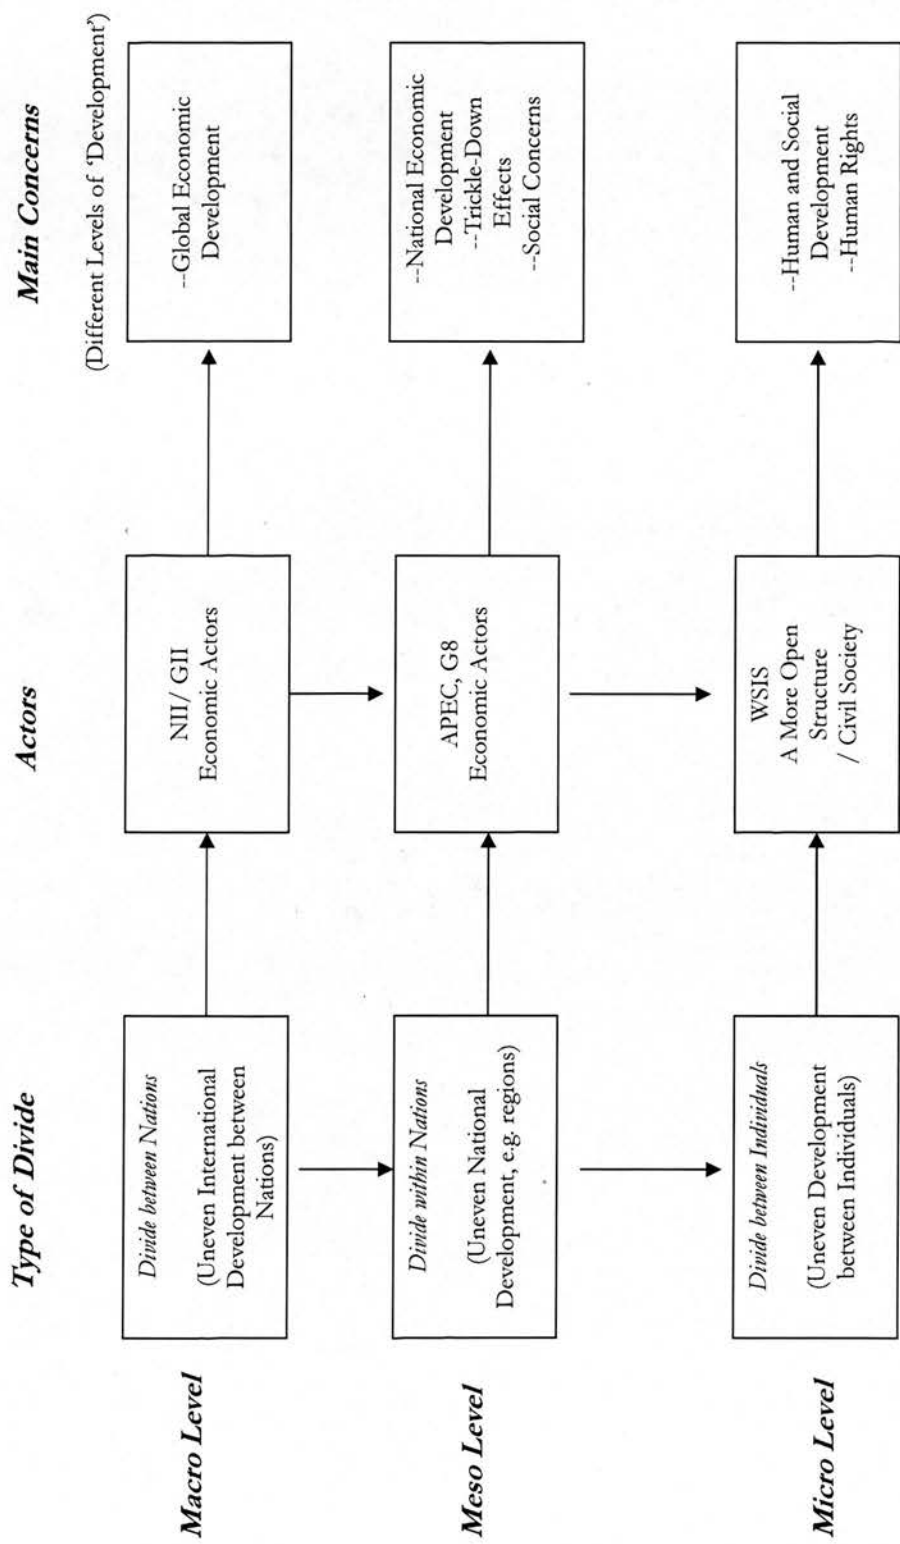 Type of Divide
Actors
Main Concerns
(Different Levels of 'Development')
Macro Level
Divide between Nations
(Uneven International
Development between
Nations)
NII/ GII
Economic Actors
--Global Economic
Development
Meso Level
Divide within Nations
(Uneven National
Development, e.g. regions)
APEC, G8
Economic Actors
--National Economic
Development
--Trickle-Down
Effects
--Social Concerns
Micro Level
Divide between Individuals
(Uneven Development
between Individuals)
WSIS
A More Open
Structure
/ Civil Society
--Human and Social
Development
--Human Rights